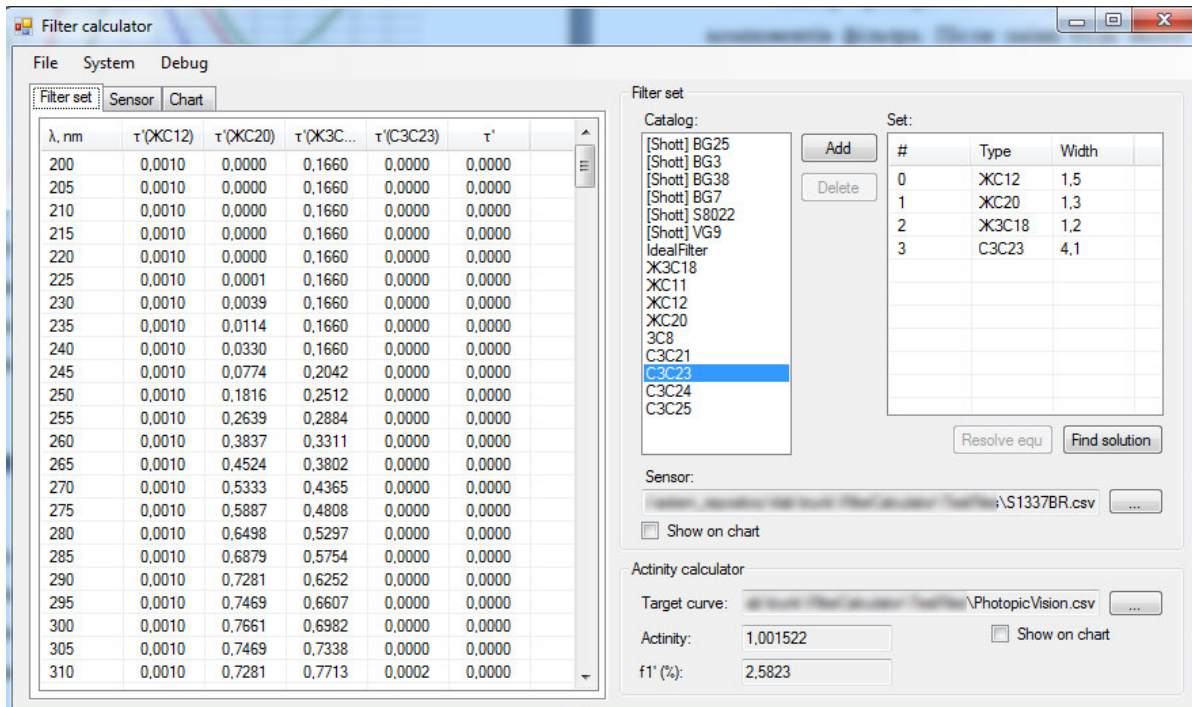 Filter calculator
File System Debug
Filter set Sensor Chart
λ, nm τ'(ЖС12) τ'(ЖС20) τ'(ЖЗС... τ'(СЗС23) τ'
200 0,0010 0,0000 0,1660 0,0000 0,0000
205 0,0010 0,0000 0,1660 0,0000 0,0000
210 0,0010 0,0000 0,1660 0,0000 0,0000
215 0,0010 0,0000 0,1660 0,0000 0,0000
220 0,0010 0,0000 0,1660 0,0000 0,0000
225 0,0010 0,0001 0,1660 0,0000 0,0000
230 0,0010 0,0039 0,1660 0,0000 0,0000
235 0,0010 0,0114 0,1660 0,0000 0,0000
240 0,0010 0,0330 0,1660 0,0000 0,0000
245 0,0010 0,0774 0,2042 0,0000 0,0000
250 0,0010 0,1816 0,2512 0,0000 0,0000
255 0,0010 0,2639 0,2884 0,0000 0,0000
260 0,0010 0,3837 0,3311 0,0000 0,0000
265 0,0010 0,4524 0,3802 0,0000 0,0000
270 0,0010 0,5333 0,4365 0,0000 0,0000
275 0,0010 0,5887 0,4808 0,0000 0,0000
280 0,0010 0,6498 0,5297 0,0000 0,0000
285 0,0010 0,6879 0,5754 0,0000 0,0000
290 0,0010 0,7281 0,6252 0,0000 0,0000
295 0,0010 0,7469 0,6607 0,0000 0,0000
300 0,0010 0,7661 0,6982 0,0000 0,0000
305 0,0010 0,7469 0,7338 0,0000 0,0000
310 0,0010 0,7281 0,7713 0,0002 0,0000
Filter set
Catalog:
[Shott] BG25
[Shott] BG3
[Shott] BG38
[Shott] BG7
[Shott] S8022
[Shott] VG9
IdealFilter
ЖЗС18
ЖС11
ЖС12
ЖС20
ЗС8
СЗС21
СЗС23
СЗС24
СЗС25
Add
Delete
Set:
# Type Width
0 ЖС12 1,5
1 ЖС20 1,3
2 ЖЗС18 1,2
3 СЗС23 4,1
Resolve equ Find solution
Sensor:
\S1337BR.csv ...
Show on chart
Actinity calculator
Target curve: \PhotopicVision.csv ...
Actinity: 1,001522 Show on chart
f1' (%): 2,5823